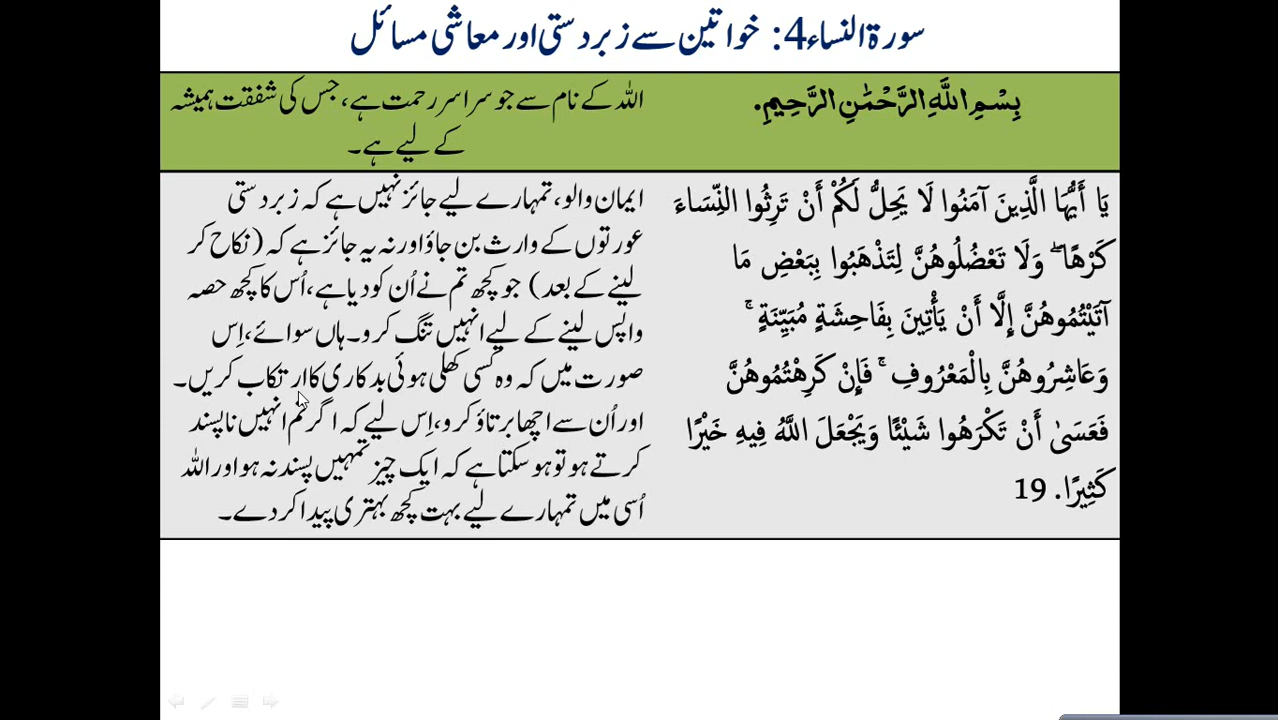 سورۃ النساء4: خواتین سے زبردستی اور معاشی مسائل
بِسْمِ اللَّهِ الرَّحْمَٰنِ الرَّحِيمِ.
اللہ کے نام سے جو سراسر رحمت ہے، جس کی شفقت ہمیشہ
کے لیے ہے۔
يَا أَيُّهَا الَّذِينَ آمَنُوا لَا يَحِلُّ لَكُمْ أَنْ تَرِثُوا النِّسَاءَ
كَرْهًا ۖ وَلَا تَعْضُلُوهُنَّ لِتَذْهَبُوا بِبَعْضِ مَا
آتَيْتُمُوهُنَّ إِلَّا أَنْ يَأْتِينَ بِفَاحِشَةٍ مُبَيِّنَةٍ ۚ
وَعَاشِرُوهُنَّ بِالْمَعْرُوفِ ۚ فَإِنْ كَرِهْتُمُوهُنَّ
فَعَسَىٰ أَنْ تَكْرَهُوا شَيْئًا وَيَجْعَلَ اللَّهُ فِيهِ خَيْرًا
كَثِيرًا. 19
ایمان والو، تمہارے لیے جائز نہیں ہے کہ زبردستی
عورتوں کے وارث بن جاؤ اور نہ یہ جائز ہے کہ (نکاح کر
لینے کے بعد) جو کچھ تم نے اُن کو دیا ہے، اُس کا کچھ حصہ
واپس لینے کے لیے انہیں تنگ کرو۔ ہاں سوائے، اِس
صورت میں کہ وہ کسی کھلی ہوئی بدکاری کا ارتکاب کریں۔
اور اُن سے اچھا برتاؤ کرو، اِس لیے کہ اگر تم انہیں ناپسند
کرتے ہو تو ہو سکتا ہے کہ ایک چیز تمہیں پسند نہ ہو اور اللہ
اُسی میں تمہارے لیے بہت کچھ بہتری پیدا کر دے۔